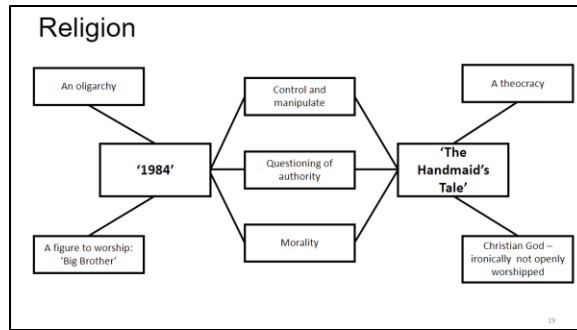 Religion
An oligarchy
Control and
manipulate
A theocracy
‘1984’
Questioning of
authority
‘The
Handmaid’s
Tale’
A figure to worship:
‘Big Brother’
Morality
Christian God –
ironically not openly
worshipped
19